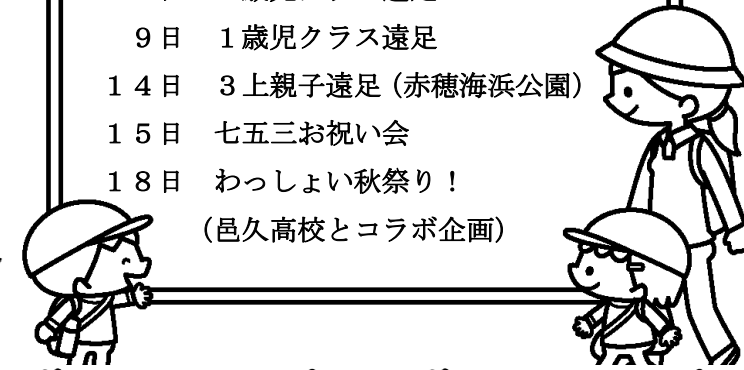 ９日　１歳児クラス遠足
１４日　３上親子遠足（赤穂海浜公園）
１５日　七五三お祝い会
１８日　わっしょい秋祭り！
（邑久高校とコラボ企画）